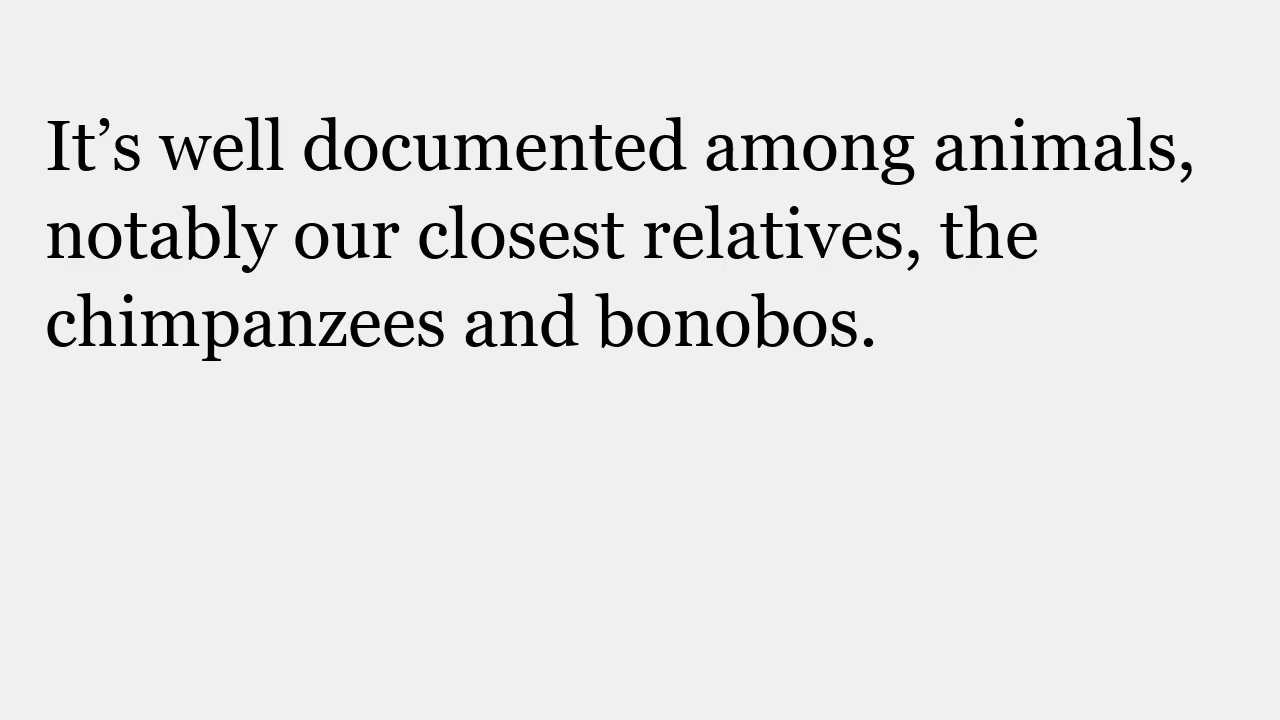 It’s well documented among animals,
notably our closest relatives, the
chimpanzees and bonobos.